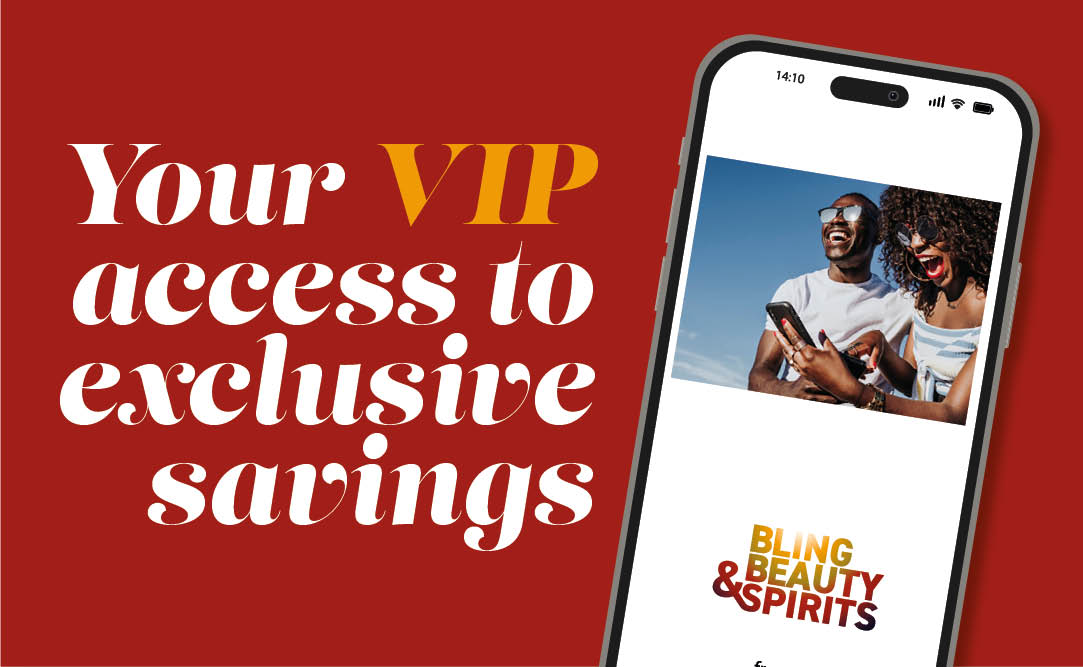 Your VIP
access to
exclusive
savings
14:10
BLING
BEAUTY
&SPIRITS